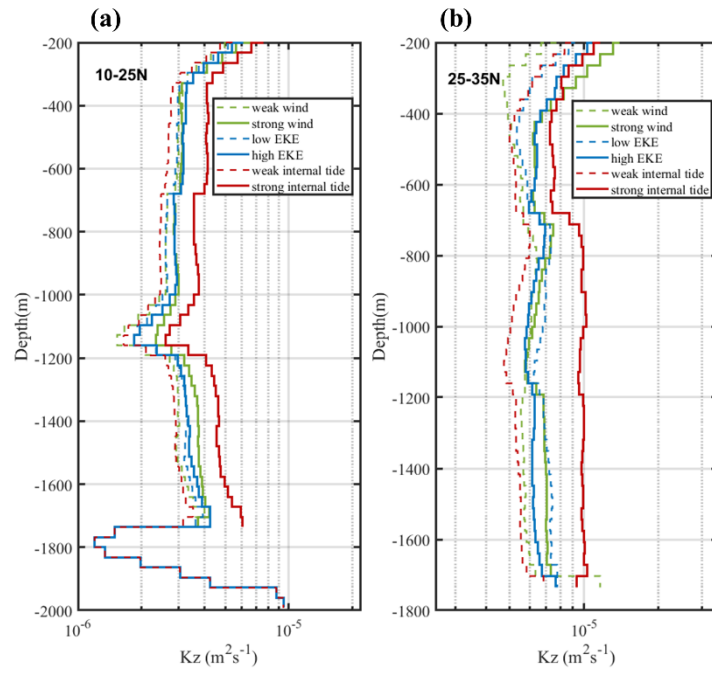 (a)
-200
-400
-600
-800
-1000
-1200
-1400
-1600
-1800
-2000
Depth(m)
10-25N
weak wind
strong wind
low EKE
high EKE
weak internal tide
strong internal tide
10⁻⁶
10⁻⁵
Kz (m²s⁻¹)
(b)
-200
-400
-600
-800
-1000
-1200
-1400
-1600
-1800
Depth(m)
25-35N
weak wind
strong wind
low EKE
high EKE
weak internal tide
strong internal tide
10⁻⁵
Kz (m²s⁻¹)